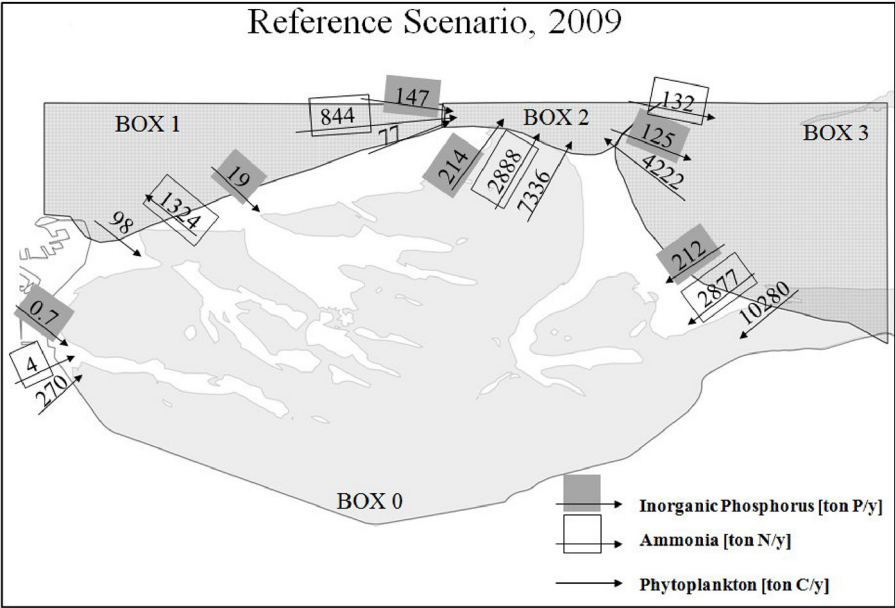 Reference Scenario, 2009
BOX 1
BOX 2
BOX 3
147
844
77
132
125
4222
214
2888
7336
19
1324
98
212
2877
10280
0.7
4
270
BOX 0
Inorganic Phosphorus [ton P/y]
Ammonia [ton N/y]
Phytoplankton [ton C/y]